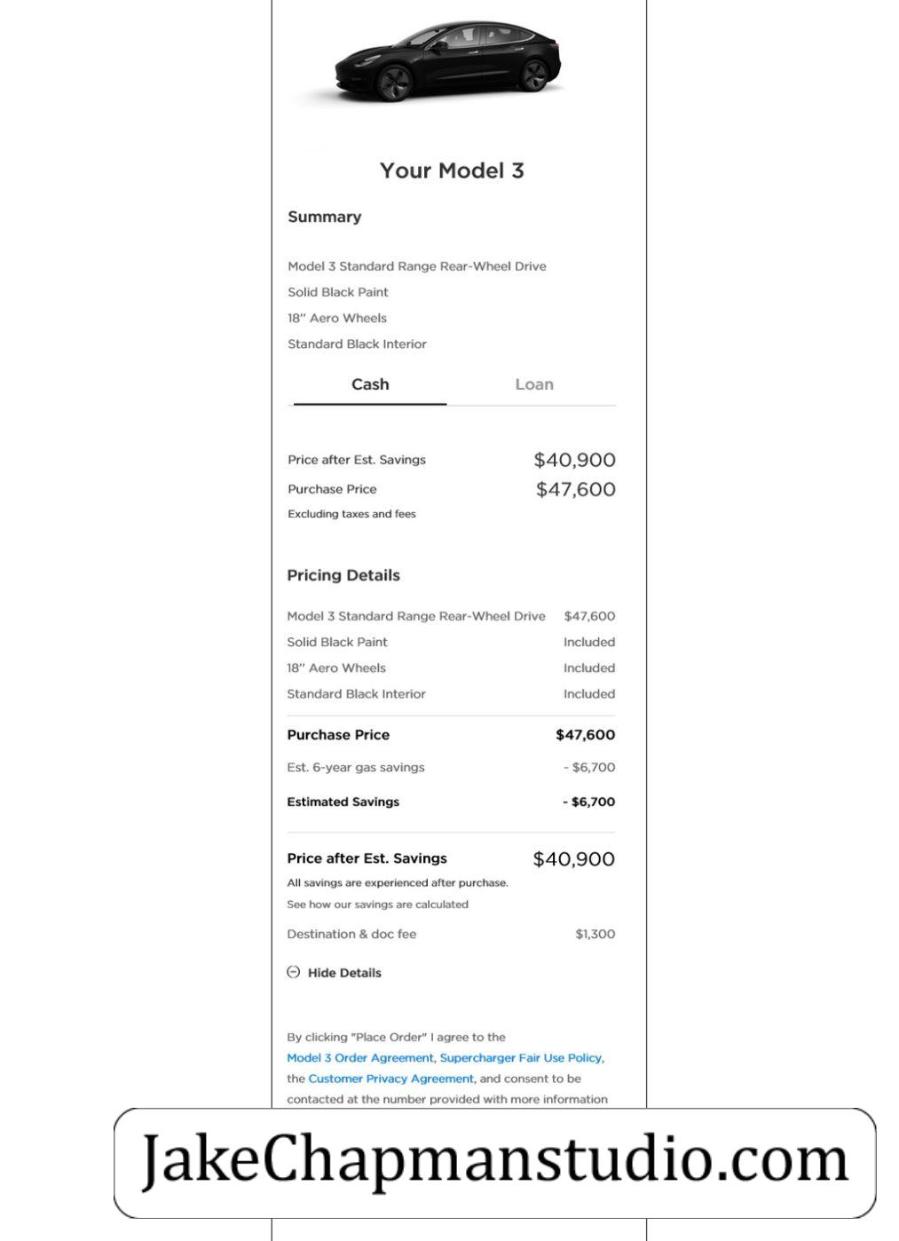 Your Model 3
Summary
Model 3 Standard Range Rear-Wheel Drive
Solid Black Paint
18" Aero Wheels
Standard Black Interior
Cash Loan
Price after Est. Savings $40,900
Purchase Price $47,600
Excluding taxes and fees
Pricing Details
Model 3 Standard Range Rear-Wheel Drive $47,600
Solid Black Paint Included
18" Aero Wheels Included
Standard Black Interior Included
Purchase Price $47,600
Est. 6-year gas savings - $6,700
Estimated Savings - $6,700
Price after Est. Savings $40,900
All savings are experienced after purchase.
See how our savings are calculated
Destination & doc fee $1,300
Hide Details
By clicking "Place Order" I agree to the
Model 3 Order Agreement, Supercharger Fair Use Policy,
the Customer Privacy Agreement, and consent to be
contacted at the number provided with more information
JakeChapmanstudio.com